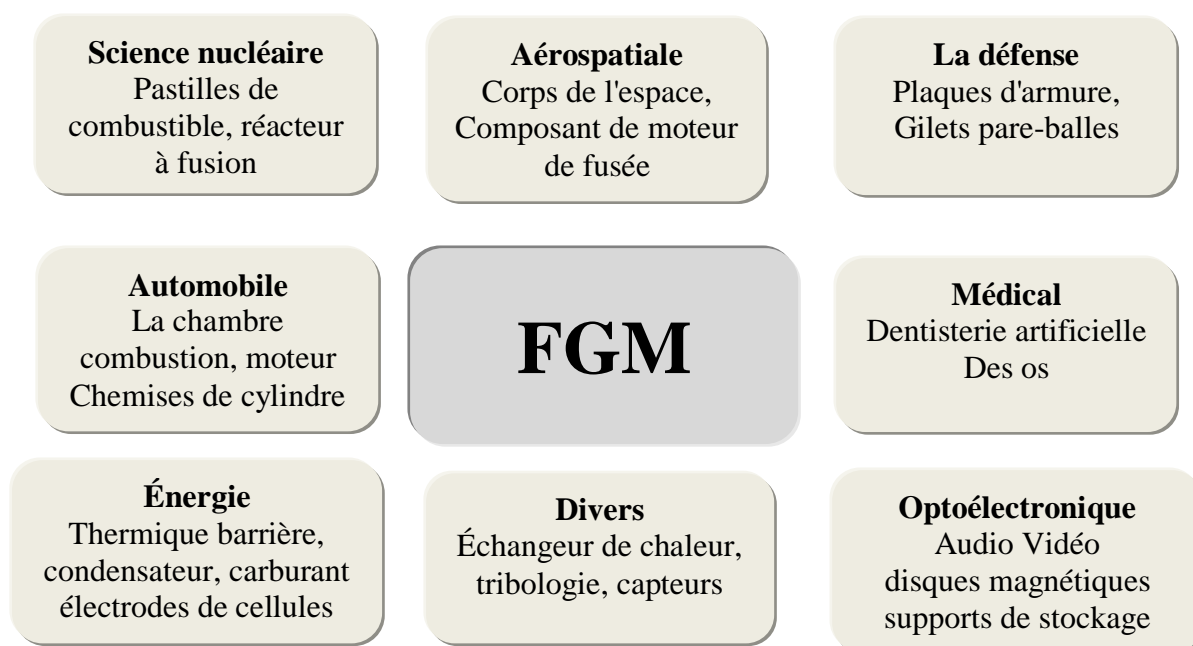 Science nucléaire
Pastilles de
combustible, réacteur
à fusion
Aérospatiale
Corps de l'espace,
Composant de moteur
de fusée
La défense
Plaques d'armure,
Gilets pare-balles
Automobile
La chambre
combustion, moteur
Chemises de cylindre
FGM
Médical
Dentisterie artificielle
Des os
Énergie
Thermique barrière,
condensateur, carburant
électrodes de cellules
Divers
Échangeur de chaleur,
tribologie, capteurs
Optoélectronique
Audio Vidéo
disques magnétiques
supports de stockage